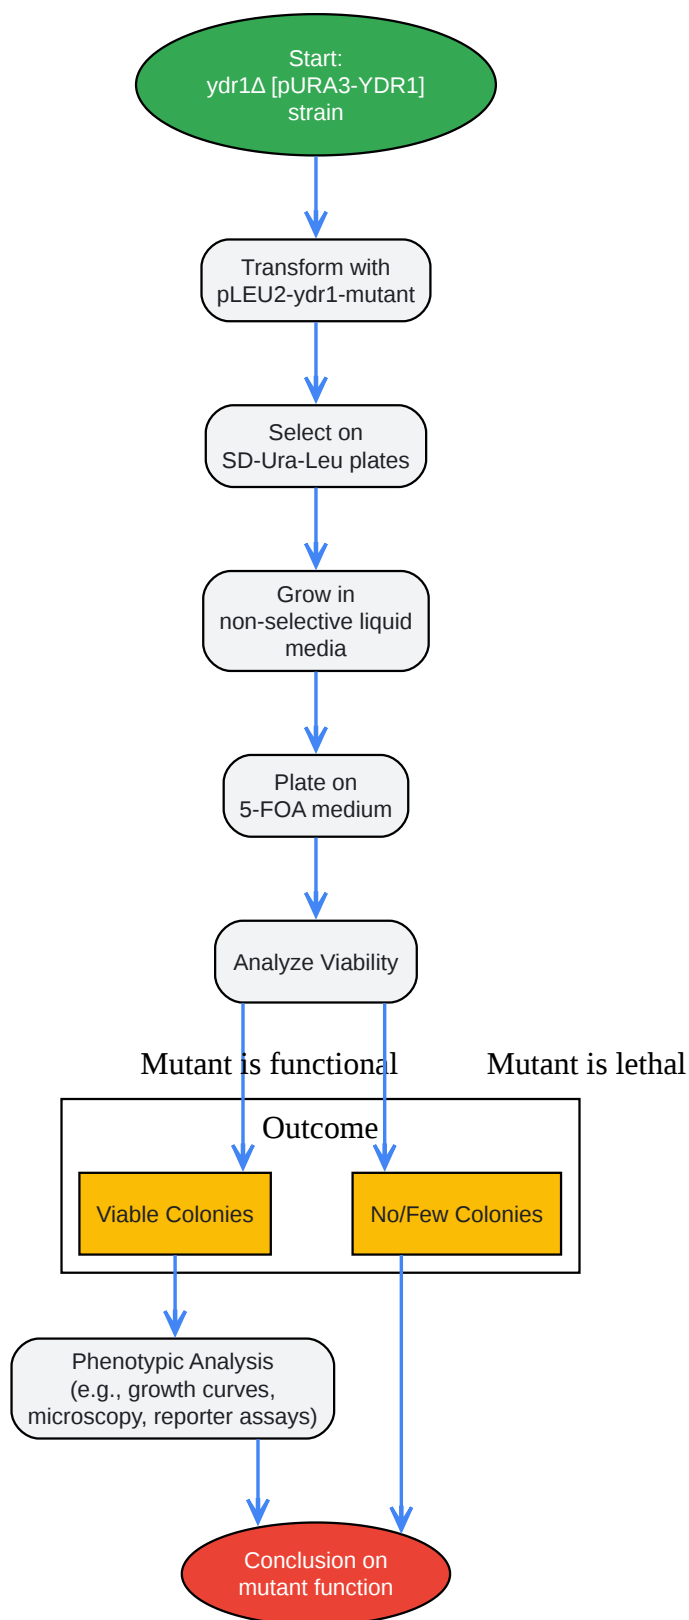 Start:
ydr1Δ [pURA3-YDR1]
strain
Transform with
pLEU2-ydr1-mutant
Select on
SD-Ura-Leu plates
Grow in
non-selective liquid
media
Plate on
5-FOA medium
Analyze Viability
Mutant is functional
Mutant is lethal
Outcome
Viable Colonies
No/Few Colonies
Phenotypic Analysis
(e.g., growth curves,
microscopy, reporter assays)
Conclusion on
mutant function